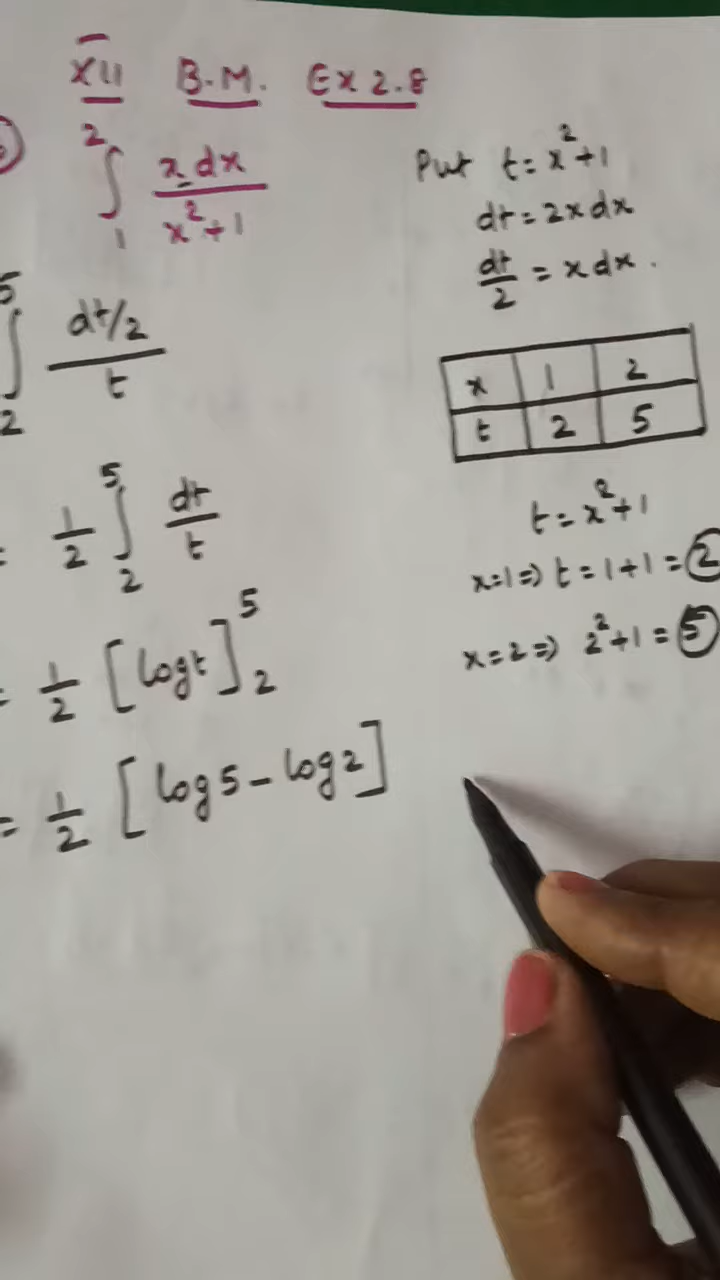 XII B.M. Ex 2.8
∫₁² x dx / x²+1
Put t = x²+1
dt = 2x dx
dt/2 = x dx.
∫₂⁵ dt/2 / t
x 1 2
t 2 5
= 1/2 ∫₂⁵ dt/t
t = x²+1
x=1 ⇒ t = 1+1 = 2
x=2 ⇒ 2²+1 = 5
= 1/2 [log t]₂⁵
= 1/2 [log 5 - log 2]